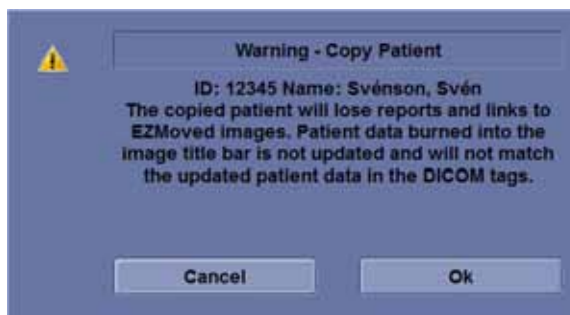 Warning - Copy Patient
ID: 12345 Name: Svénson, Svén
The copied patient will lose reports and links to
EZMoved images. Patient data burned into the
image title bar is not updated and will not match
the updated patient data in the DICOM tags.
Cancel
Ok